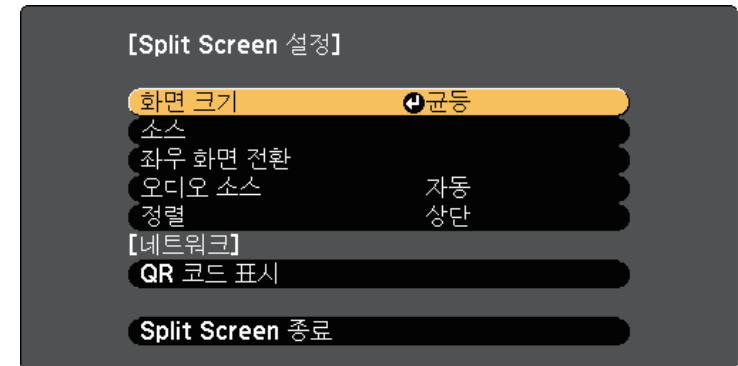 [Split Screen 설정]
화면 크기 균등
소스
좌우 화면 전환
오디오 소스 자동
정렬 상단
[네트워크]
QR 코드 표시
Split Screen 종료